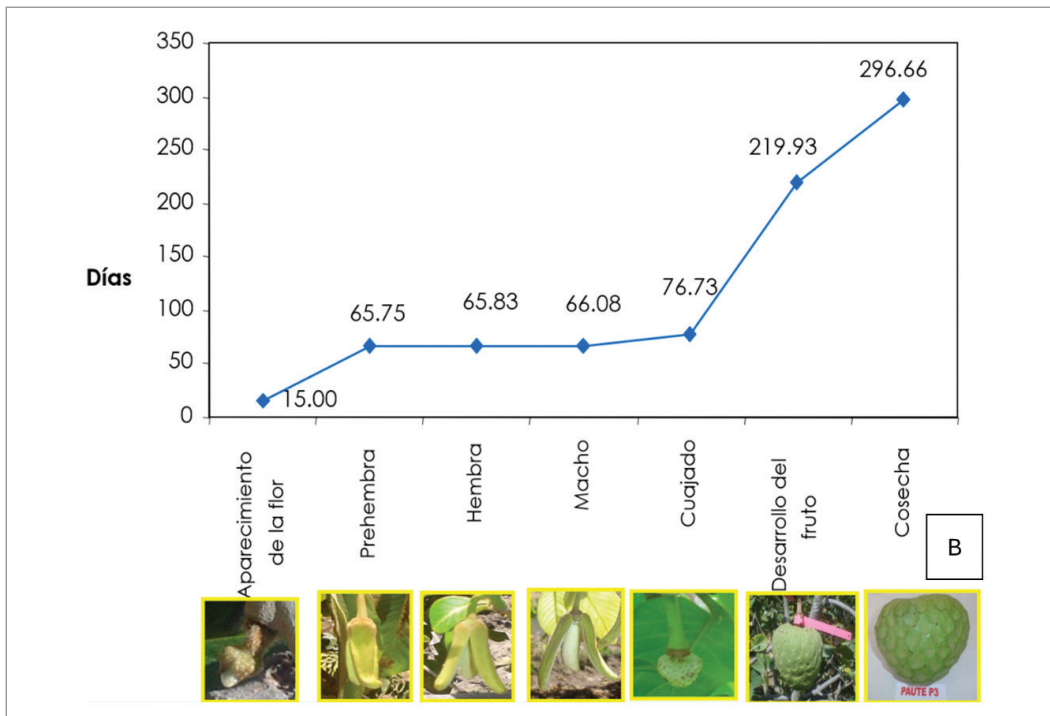 350
300
250
200
150
100
50
0
Días
15.00
65.75
65.83
66.08
76.73
219.93
296.66
Aparecimiento
de la flor
Prehembra
Hembra
Macho
Cuajado
Desarrollo del
fruto
Cosecha
B
PAUTE P3